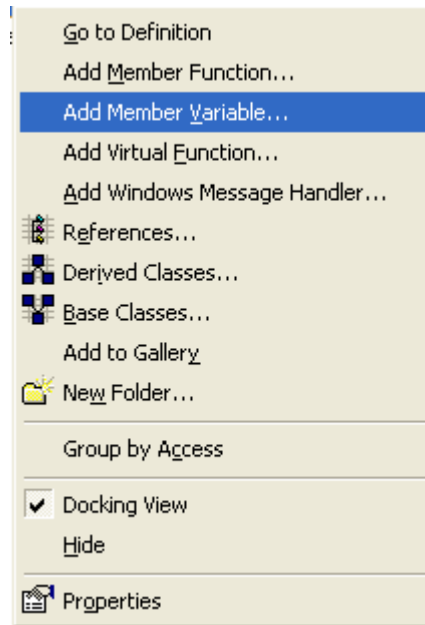 Go to Definition
Add Member Function...
Add Member Variable...
Add Virtual Function...
Add Windows Message Handler...
References...
Derived Classes...
Base Classes...
Add to Gallery
New Folder...
Group by Access
Docking View
Hide
Properties